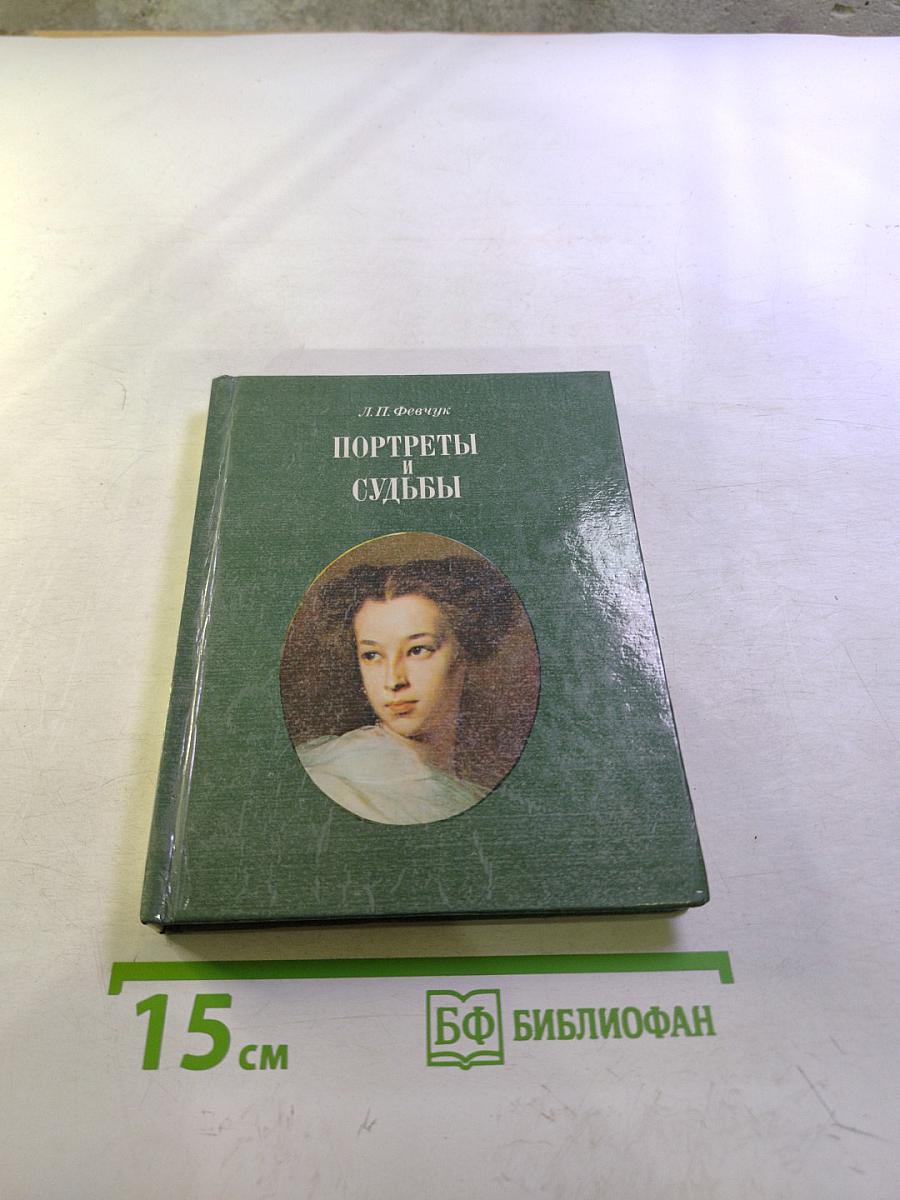 Л.П. Февчук
ПОРТРЕТЫ
И
СУДЬБЫ
15 см
БФ БИБЛИОФАН